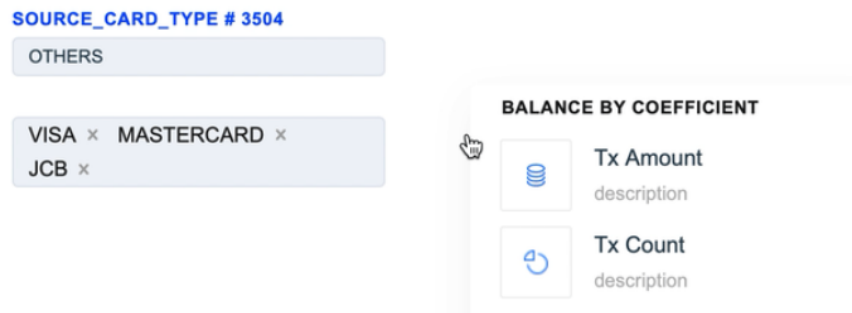 SOURCE_CARD_TYPE # 3504
OTHERS
VISA × MASTERCARD ×
JCB ×
BALANCE BY COEFFICIENT
Tx Amount
description
Tx Count
description